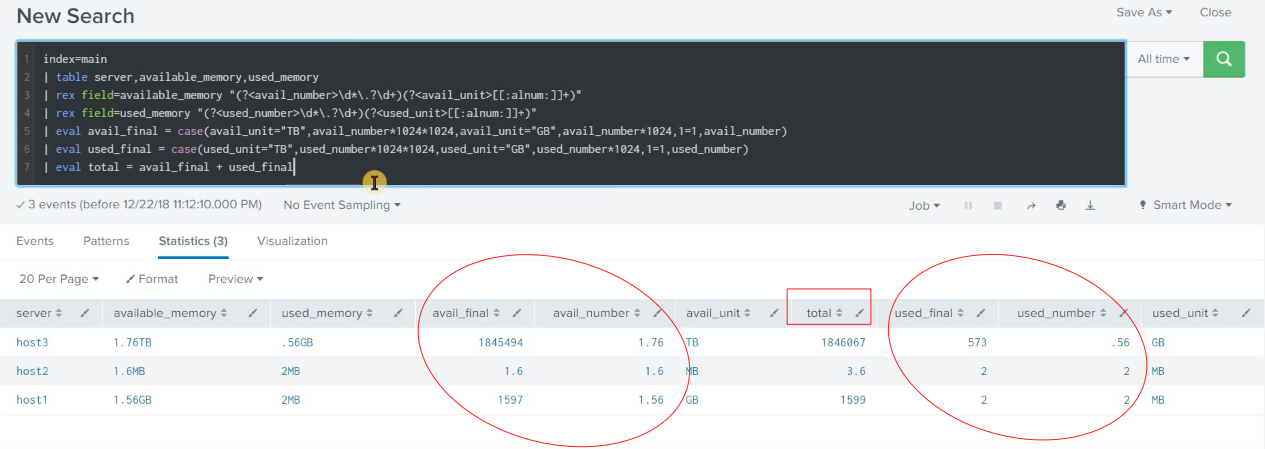 New Search
Save As Close
1 index=main
2 | table server,available_memory,used_memory
3 | rex field=available_memory "(?<avail_number>\d*\.?\d+)(?<avail_unit>[[:alnum:]]+)"
4 | rex field=used_memory "(?<used_number>\d*\.?\d+)(?<used_unit>[[:alnum:]]+)"
5 | eval avail_final = case(avail_unit="TB",avail_number*1024*1024,avail_unit="GB",avail_number*1024,1=1,avail_number)
6 | eval used_final = case(used_unit="TB",used_number*1024*1024,used_unit="GB",used_number*1024,1=1,used_number)
7 | eval total = avail_final + used_final
All time
3 events (before 12/22/18 11:12:10.000 PM) No Event Sampling Job Smart Mode
Events Patterns Statistics (3) Visualization
20 Per Page Format Preview
server available_memory used_memory avail_final avail_number avail_unit total used_final used_number used_unit
host3 1.76TB .56GB 1845494 1.76 TB 1846067 573 .56 GB
host2 1.6MB 2MB 1.6 1.6 MB 3.6 2 2 MB
host1 1.56GB 2MB 1597 1.56 GB 1599 2 2 MB